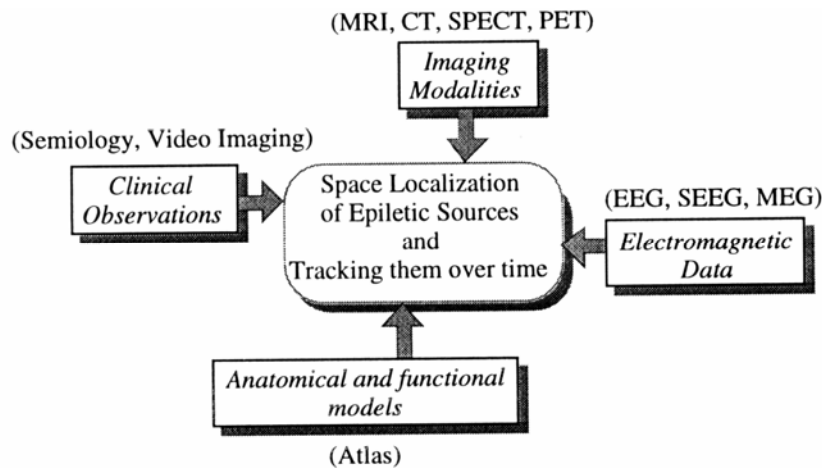 (MRI, CT, SPECT, PET)
Imaging
Modalities
(Semiology, Video Imaging)
Clinical
Observations
Space Localization
of Epiletic Sources
and
Tracking them over time
(EEG, SEEG, MEG)
Electromagnetic
Data
Anatomical and functional
models
(Atlas)